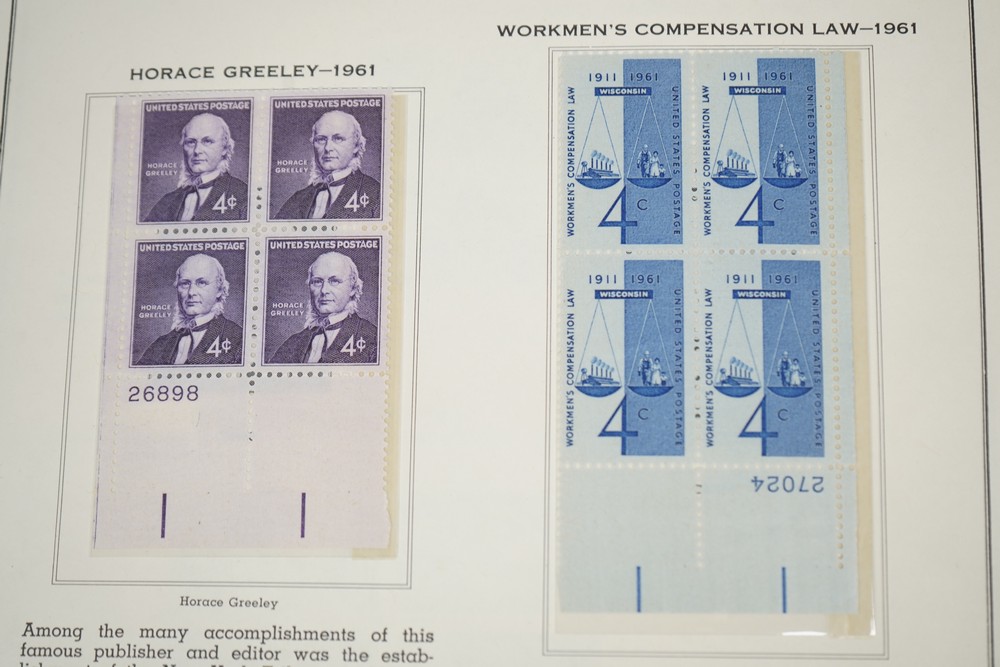 WORKMEN'S COMPENSATION LAW—1961
HORACE GREELEY—1961
UNITED STATES POSTAGE
HORACE
GREELEY
4¢
UNITED STATES POSTAGE
HORACE
GREELEY
4¢
UNITED STATES POSTAGE
HORACE
GREELEY
4¢
UNITED STATES POSTAGE
HORACE
GREELEY
4¢
26898
Horace Greeley
Among the many accomplishments of this
famous publisher and editor was the estab-
1911 1961
WISCONSIN
WORKMEN'S COMPENSATION LAW
UNITED STATES POSTAGE
4 C
1911 1961
WISCONSIN
WORKMEN'S COMPENSATION LAW
UNITED STATES POSTAGE
4 C
1911 1961
WISCONSIN
WORKMEN'S COMPENSATION LAW
UNITED STATES POSTAGE
4 C
1911 1961
WISCONSIN
WORKMEN'S COMPENSATION LAW
UNITED STATES POSTAGE
4 C
27024